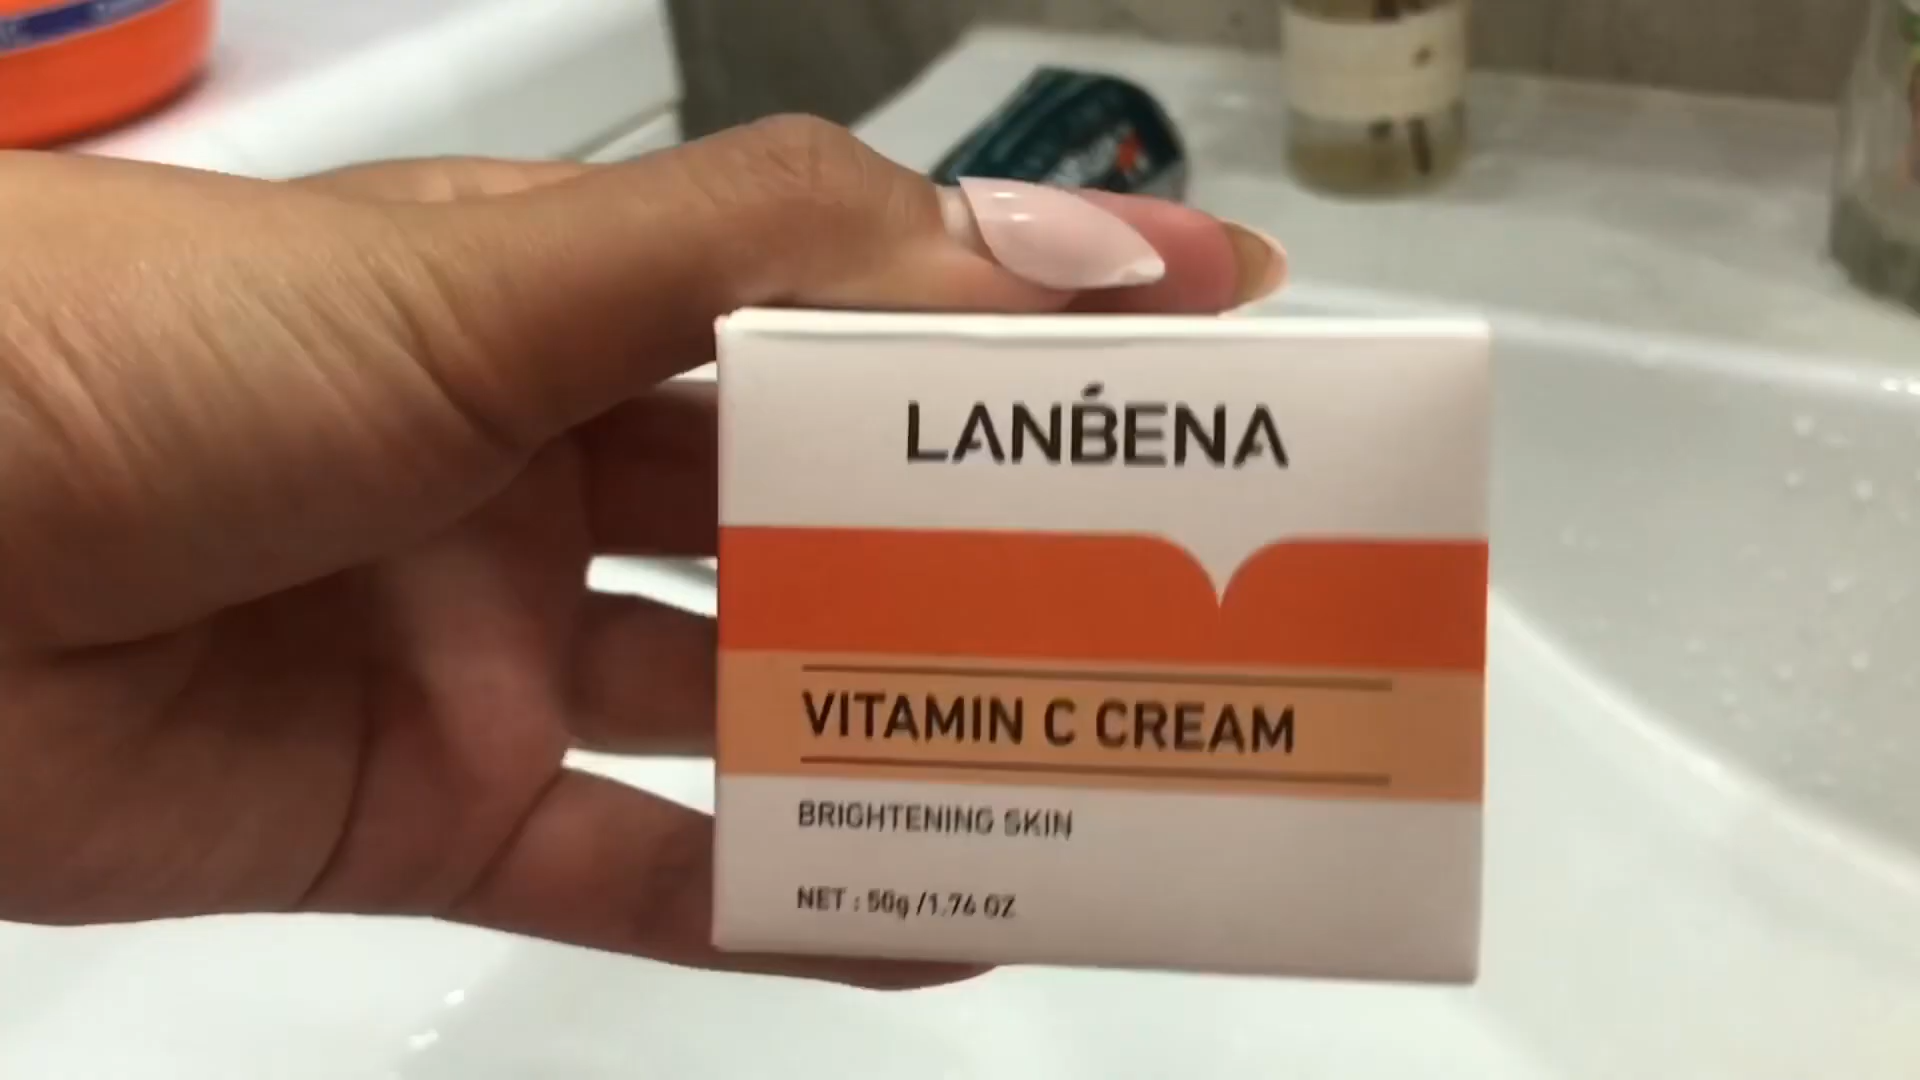 LANBENA
VITAMIN C CREAM
BRIGHTENING SKIN
NET : 50g /1.76 OZ